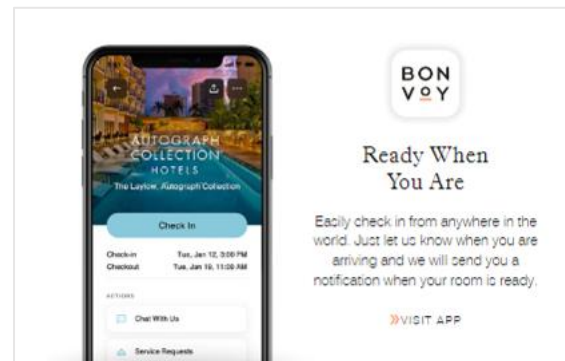 AUTOGRAPH
COLLECTION
HOTELS
The Laylow, Autograph Collection
Check In
Check-in Tue, Jan 12, 3:00 PM
Checkout Tue, Jan 19, 11:00 AM
ACTIONS
Chat With Us
Service Requests
BON
VOY
Ready When
You Are
Easily check in from anywhere in the
world. Just let us know when you are
arriving and we will send you a
notification when your room is ready.
VISIT APP